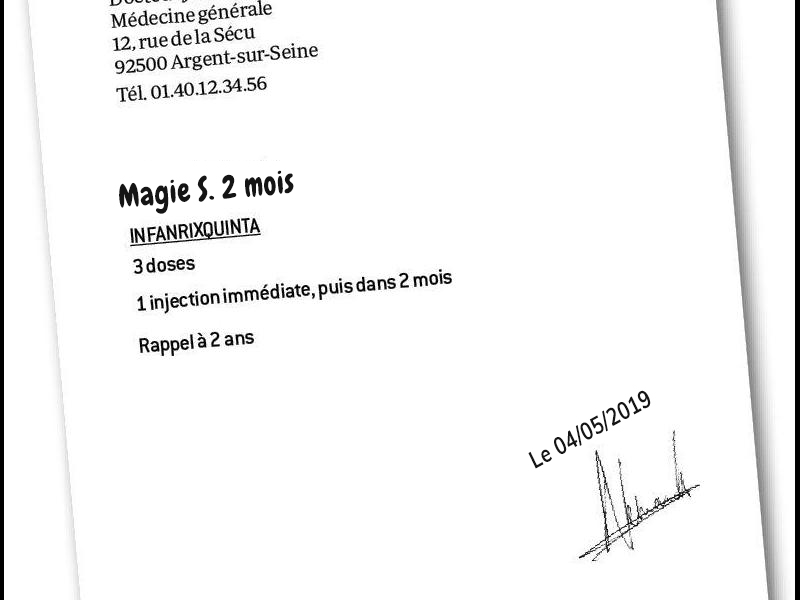 Médecine générale
12, rue de la Sécu
92500 Argent-sur-Seine
Tél. 01.40.12.34.56
Magie S. 2 mois
INFANRIXQUINTA
3 doses
1 injection immédiate, puis dans 2 mois
Rappel à 2 ans
Le 04/05/2019